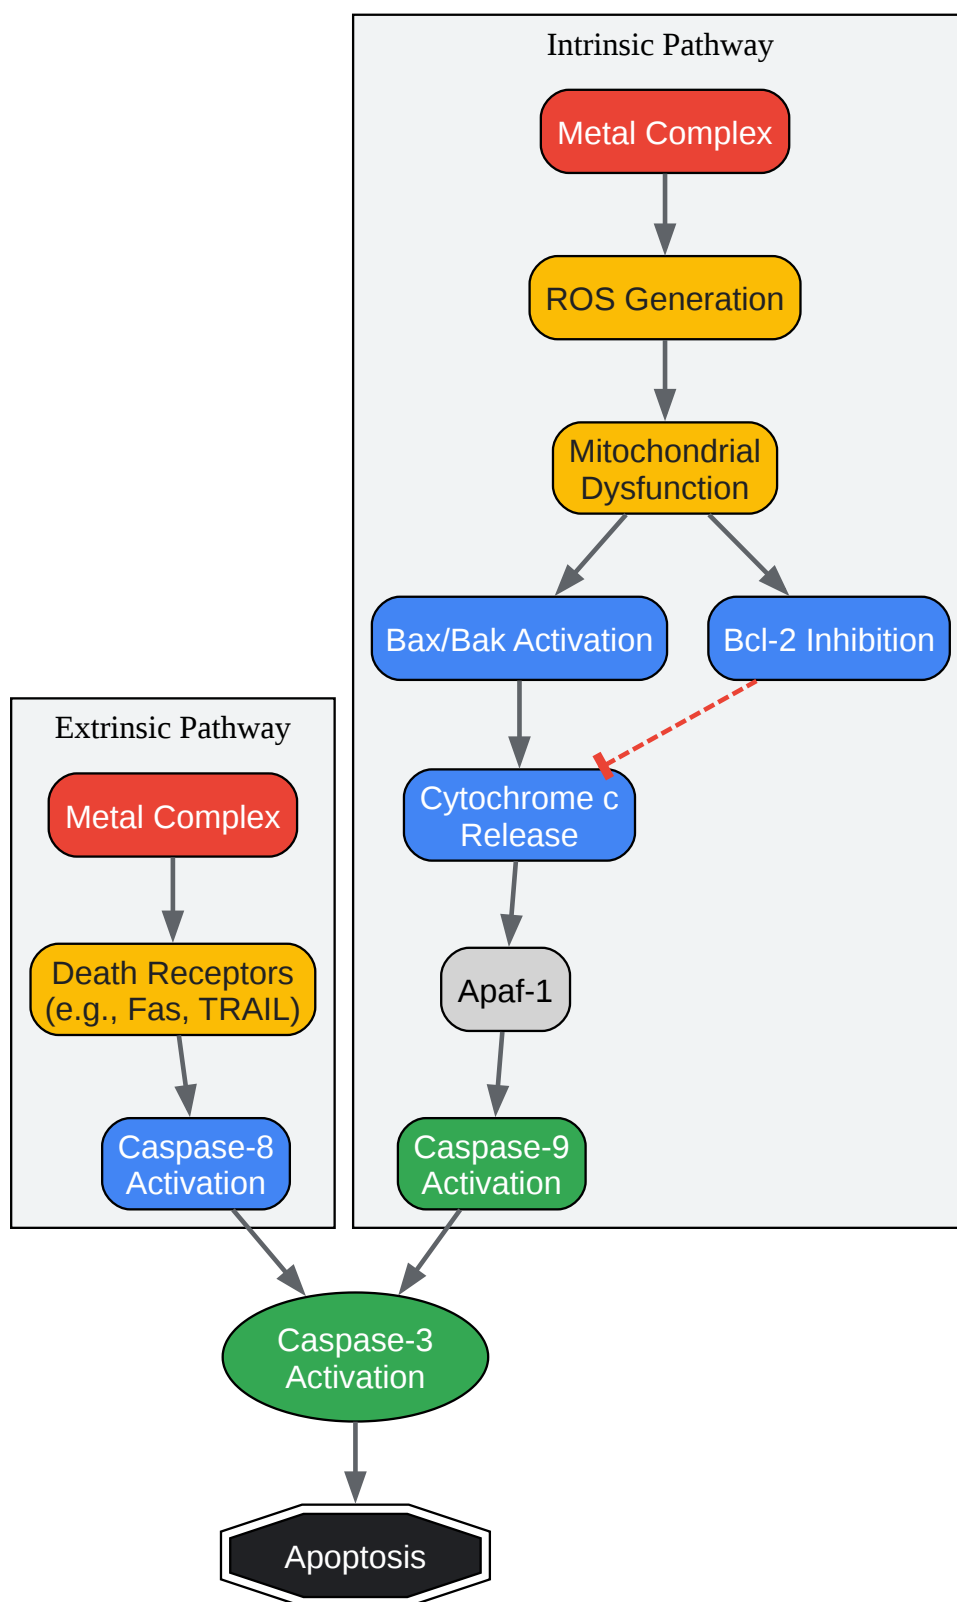 Intrinsic Pathway
Metal Complex
ROS Generation
Mitochondrial
Dysfunction
Bax/Bak Activation
Bcl-2 Inhibition
Extrinsic Pathway
Metal Complex
Cytochrome c
Release
Death Receptors
(e.g., Fas, TRAIL)
Apaf-1
Caspase-8
Activation
Caspase-9
Activation
Caspase-3
Activation
Apoptosis